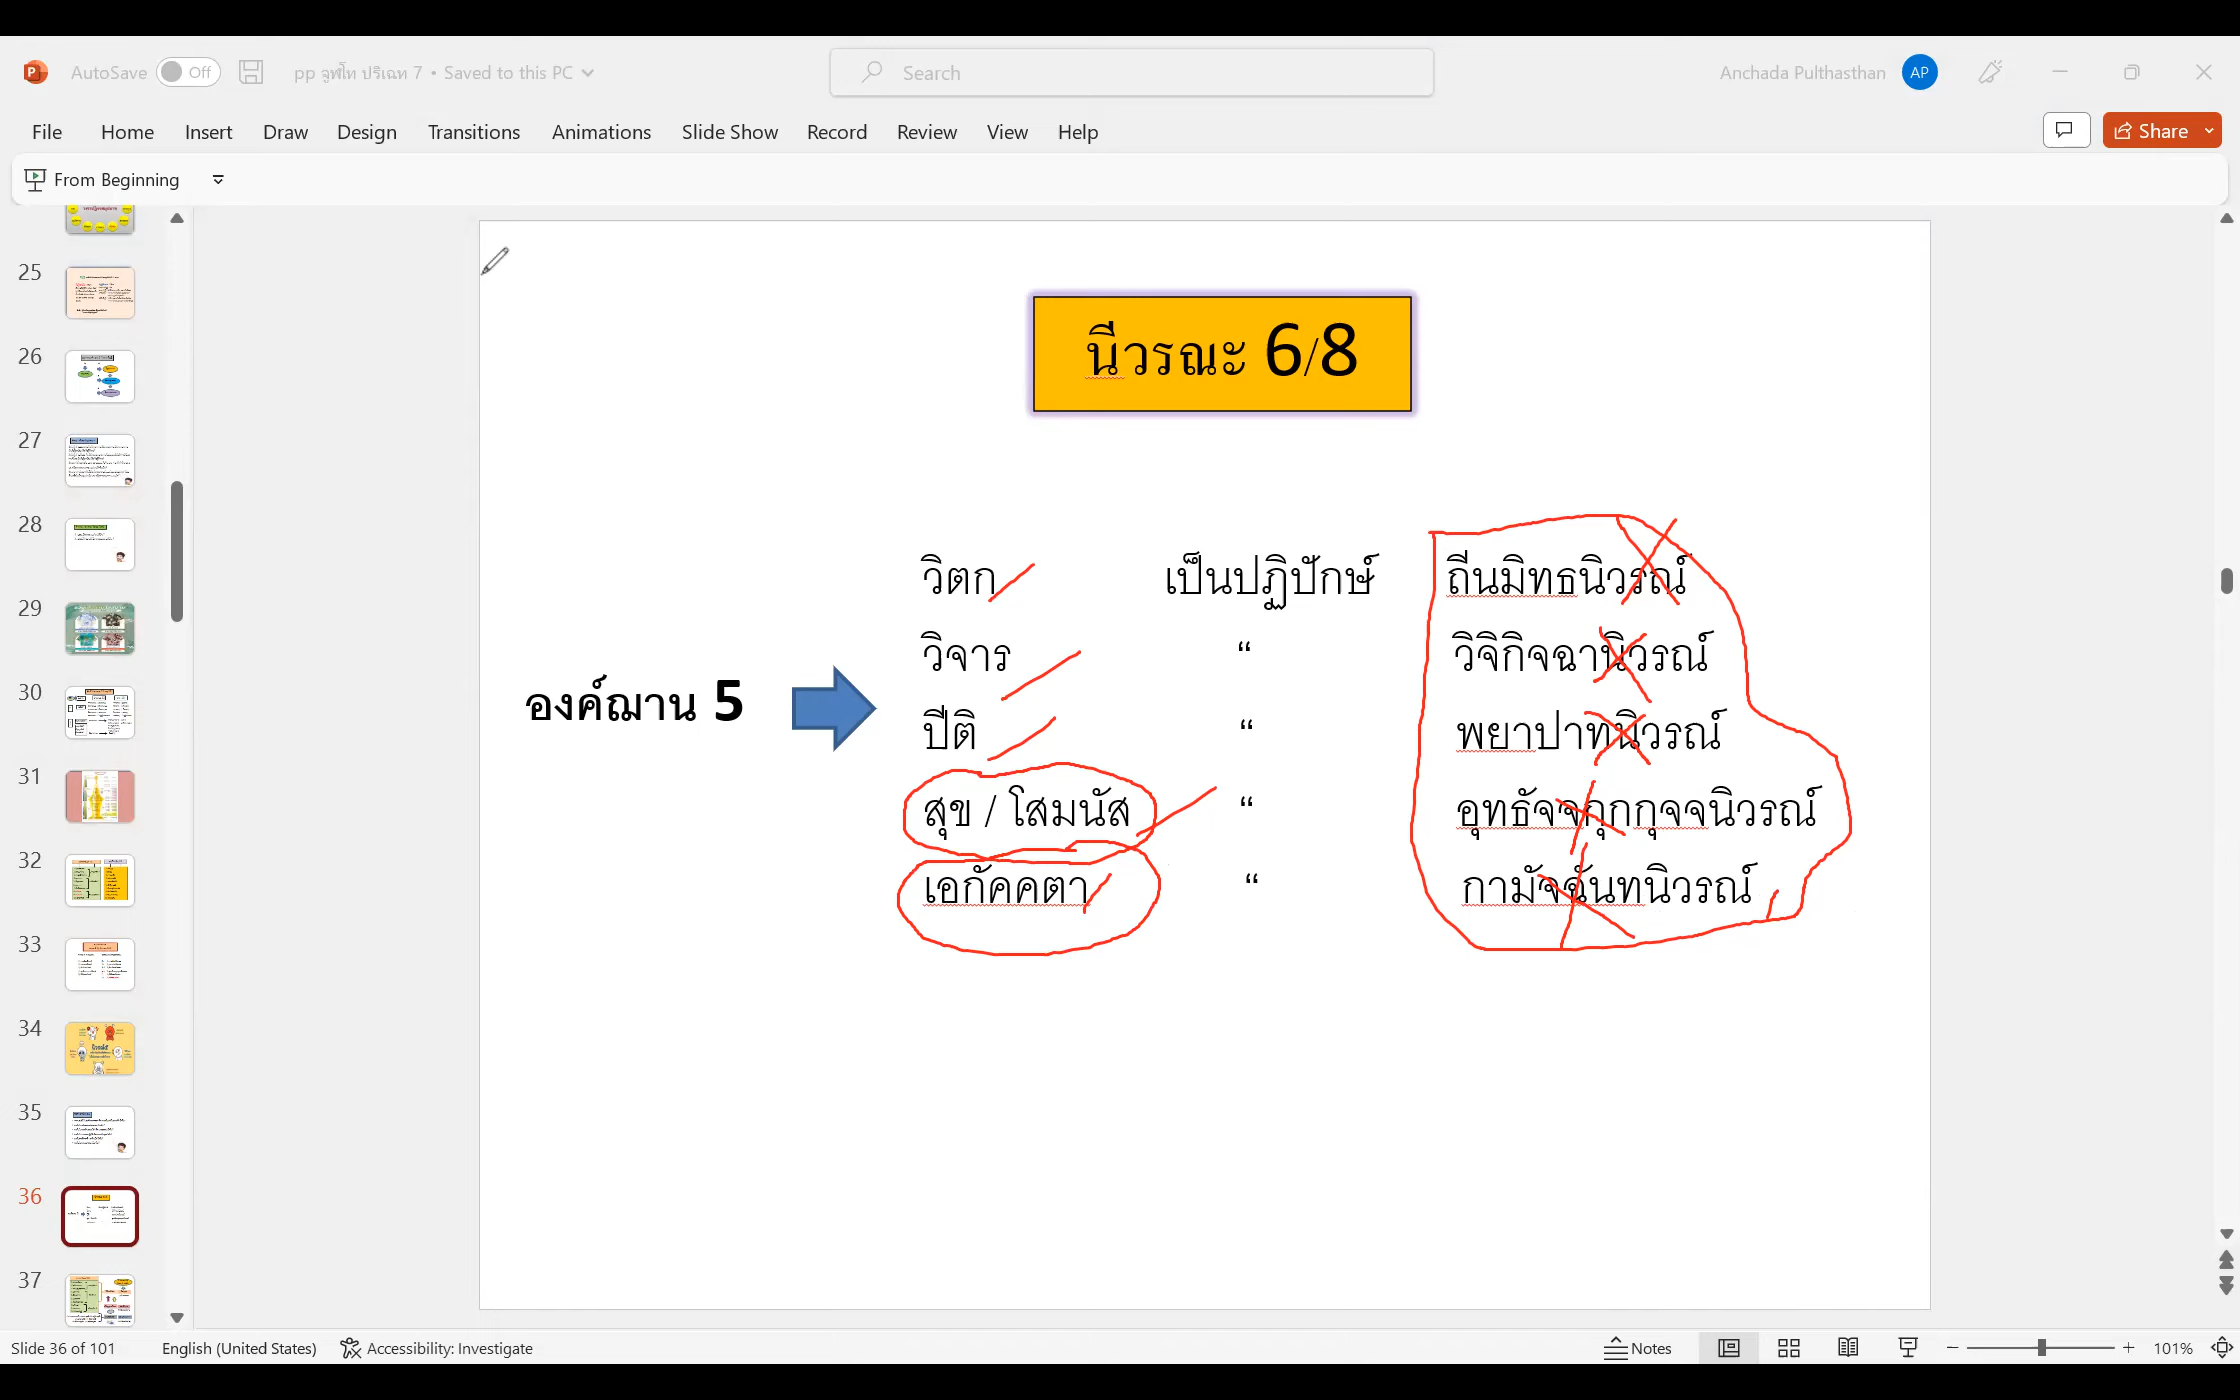 AutoSave Off pp จูฬโท ปริเฉท 7 • Saved to this PC Search Anchada Pulthasthan AP
File Home Insert Draw Design Transitions Animations Slide Show Record Review View Help Share
From Beginning
25
26
27
28
29
30
31
32
33
34
35
36
37
นีวรณะ 6/8
องค์ฌาน 5
วิตก เป็นปฏิปักษ์ ถีนมิทธนิวรณ์
วิจาร “ วิจิกิจฉานิวรณ์
ปีติ “ พยาปาทนิวรณ์
สุข / โสมนัส “ อุทธัจจกุกกุจจนิวรณ์
เอกัคคตา “ กามัจฉันทนิวรณ์
Slide 36 of 101 English (United States) Accessibility: Investigate Notes 101%